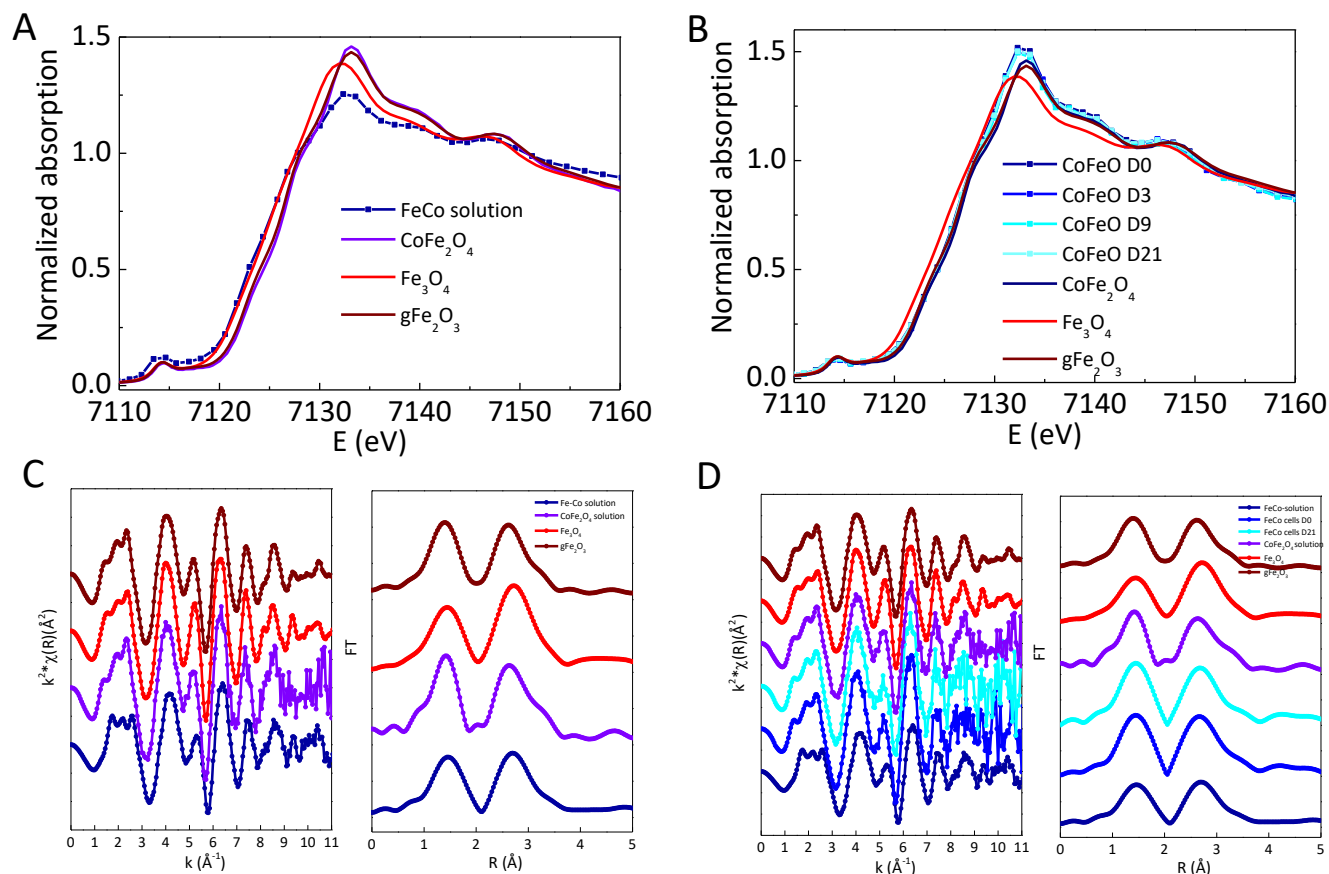 A
1.5
1.0
0.5
0.0
Normalized absorption
FeCo solution
CoFe₂O₄
Fe₃O₄
gFe₂O₃
7110 7120 7130 7140 7150 7160
E (eV)
B
1.5
1.0
0.5
0.0
Normalized absorption
CoFeO D0
CoFeO D3
CoFeO D9
CoFeO D21
CoFe₂O₄
Fe₃O₄
gFe₂O₃
7110 7120 7130 7140 7150 7160
E (eV)
C
k²*χ(R)(Å²)
0 1 2 3 4 5 6 7 8 9 10 11
k (Å⁻¹)
FT
Fe-Co solution
CoFe₂O₄ solution
Fe₃O₄
gFe₂O₃
0 1 2 3 4 5
R (Å)
D
k²*χ(R)(Å²)
0 1 2 3 4 5 6 7 8 9 10 11
k (Å⁻¹)
FT
FeCo-solution
FeCo cells D0
FeCo cells D21
CoFe₂O₄ solution
Fe₃O₄
gFe₂O₃
0 1 2 3 4 5
R (Å)